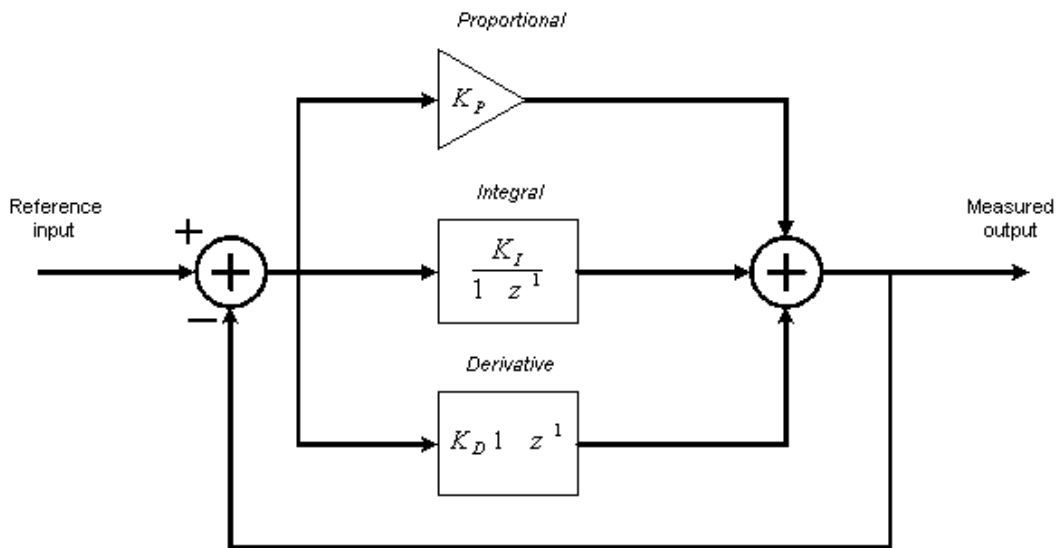 Proportional
K_P
Integral
Reference
input
Measured
output
+
+
+
K_I
1 z^1
−
Derivative
K_D 1 z^1